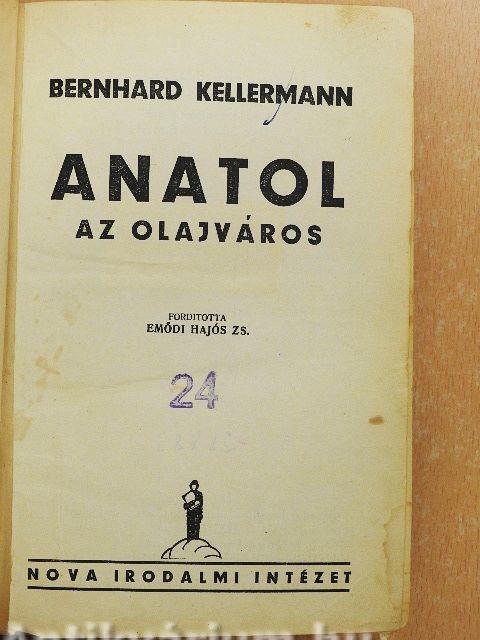 BERNHARD KELLERMANN
ANATOL
AZ OLAJVÁROS
FORDITOTTA
EMŐDI HAJÓS ZS.
24
NOVA IRODALMI INTÉZET